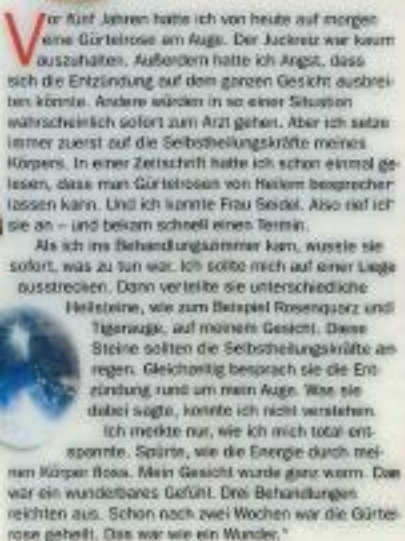 Vor fünf Jahren hatte ich von heute auf morgen
eine Gürtelrose am Auge. Der Juckreiz war kaum
auszuhalten. Außerdem hatte ich Angst, dass
sich die Entzündung auf dem ganzen Gesicht ausbrei-
ten könnte. Andere würden in so einer Situation
wahrscheinlich sofort zum Arzt gehen. Aber ich setze
immer zuerst auf die Selbstheilungskräfte meines
Körpers. In einer Zeitschrift hatte ich schon einmal ge-
lesen, dass man Gürtelrosen von Heilern besprechen
lassen kann. Und ich kannte Frau Seidel. Also rief ich
sie an – und bekam schnell einen Termin.
Als ich ins Behandlungszimmer kam, wusste sie
sofort, was zu tun war. Ich sollte mich auf einer Liege
ausstrecken. Dann verteilte sie unterschiedliche
Heilsteine, wie zum Beispiel Rosenquarz und
Tigerauge, auf meinem Gesicht. Diese
Steine sollten die Selbstheilungskräfte an-
regen. Gleichzeitig besprach sie die Ent-
zündung rund um mein Auge. Was sie
dabei sagte, konnte ich nicht verstehen.
Ich merkte nur, wie ich mich total ent-
spannte. Spürte, wie die Energie durch mei-
nen Körper floss. Mein Gesicht wurde ganz warm. Das
war ein wunderbares Gefühl. Drei Behandlungen
reichten aus. Schon nach zwei Wochen war die Gürtel-
rose geheilt. Das war wie ein Wunder."